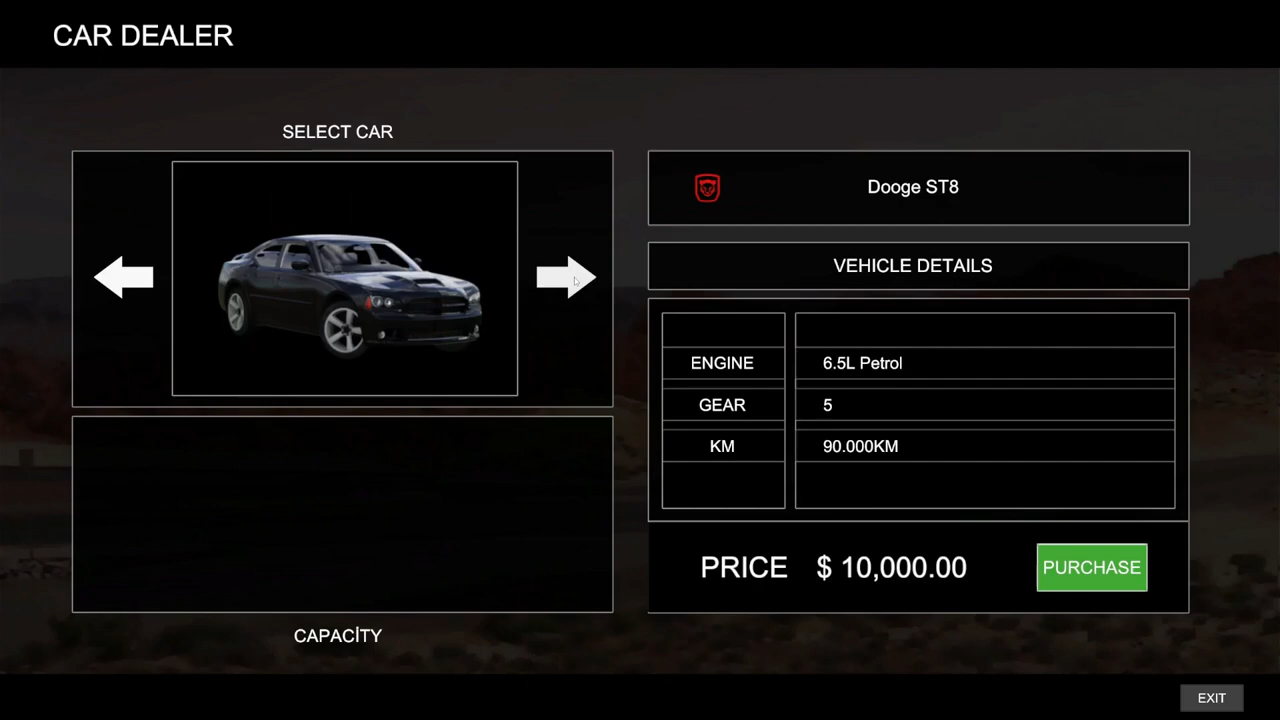 CAR DEALER
SELECT CAR
Dooge ST8
VEHICLE DETAILS
ENGINE 6.5L Petrol
GEAR 5
KM 90.000KM
PRICE $ 10,000.00 PURCHASE
CAPACİTY
EXIT